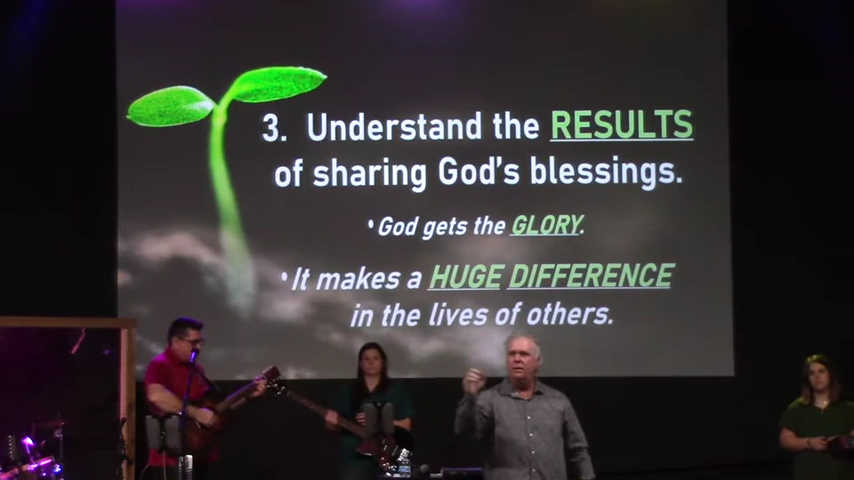 3. Understand the RESULTS
of sharing God's blessings.
•God gets the GLORY.
•It makes a HUGE DIFFERENCE
in the lives of others.